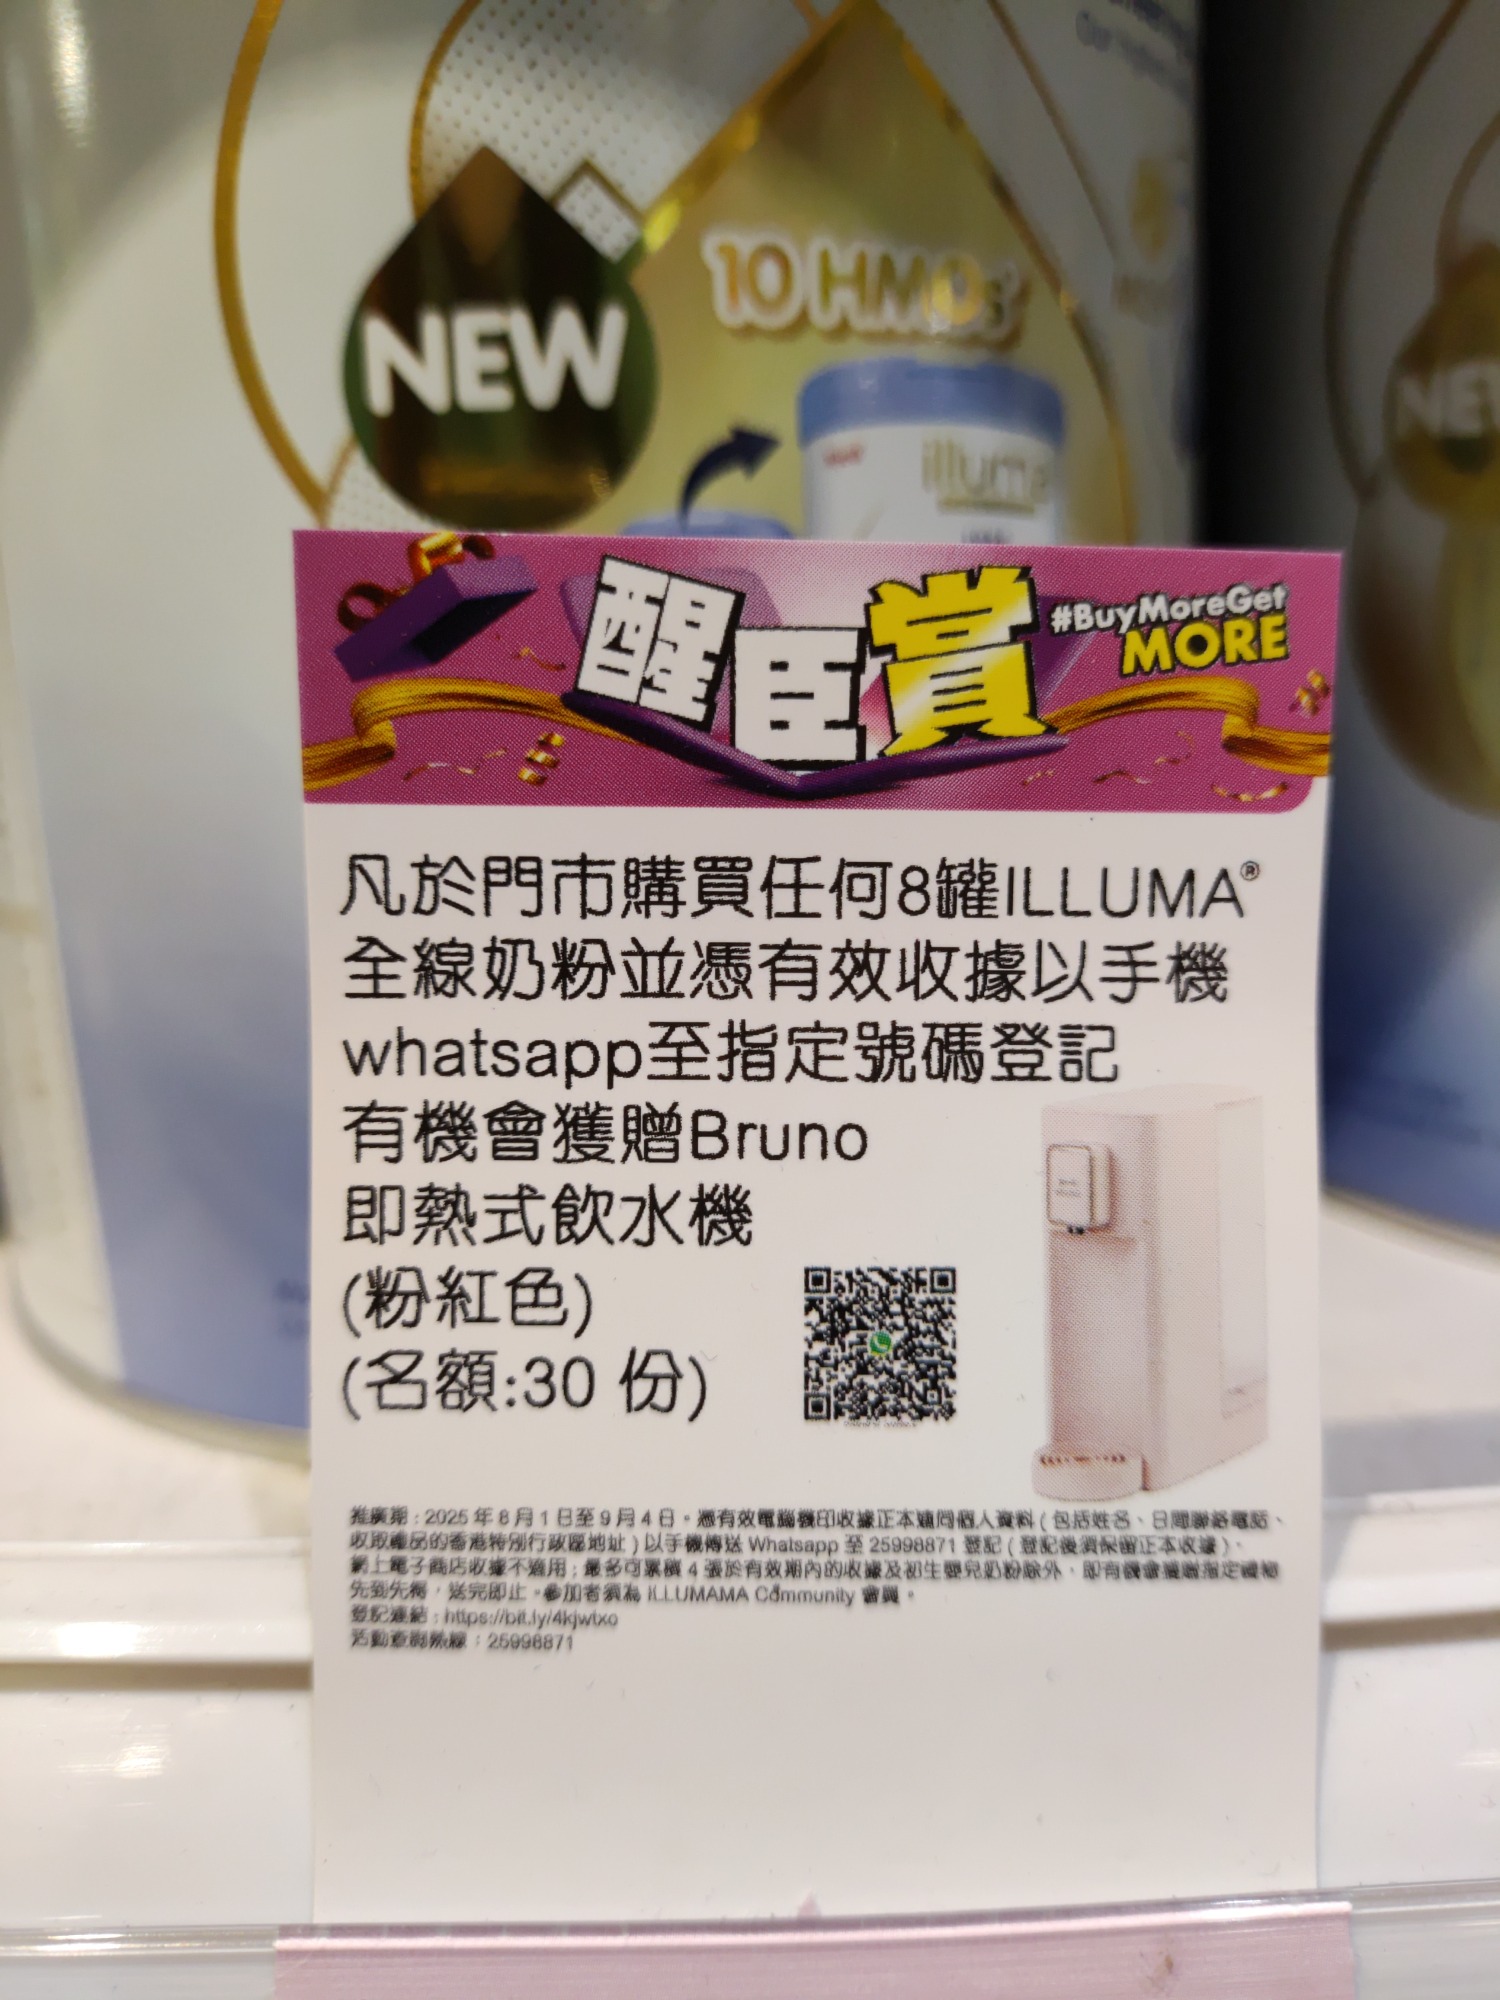 NEW
10 HMOs
illuma
NEW
醒臣賞
#BuyMoreGet
MORE
凡於門市購買任何8罐ILLUMA®
全線奶粉並憑有效收據以手機
whatsapp至指定號碼登記
有機會獲贈Bruno
即熱式飲水機
(粉紅色)
(名額:30 份)
推廣期：2025年8月1日至9月4日。憑有效電腦機印收據正本連同個人資料(包括姓名、日間聯絡電話、
收取禮品的香港特別行政區地址)以手機傳送 Whatsapp 至 25998871 登記(登記後須保留正本收據)、
網上電子商店收據不適用；最多可累積4張於有效期內的收據及初生嬰兒奶粉除外，即有機會獲贈指定禮物
先到先得，送完即止。參加者須為 ILLUMAMA Community 會員。
登記連結：https://bit.ly/4kjwtxo
活動查詢熱線：25998871